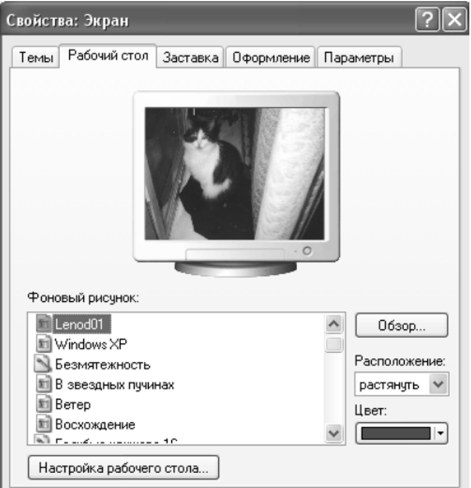 Свойства: Экран
Темы
Рабочий стол
Заставка
Оформление
Параметры
Фоновый рисунок:
Lenod01
Windows XP
Безмятежность
В звездных пучинах
Ветер
Восхождение
Обзор...
Расположение:
растянуть
Цвет:
Настройка рабочего стола...